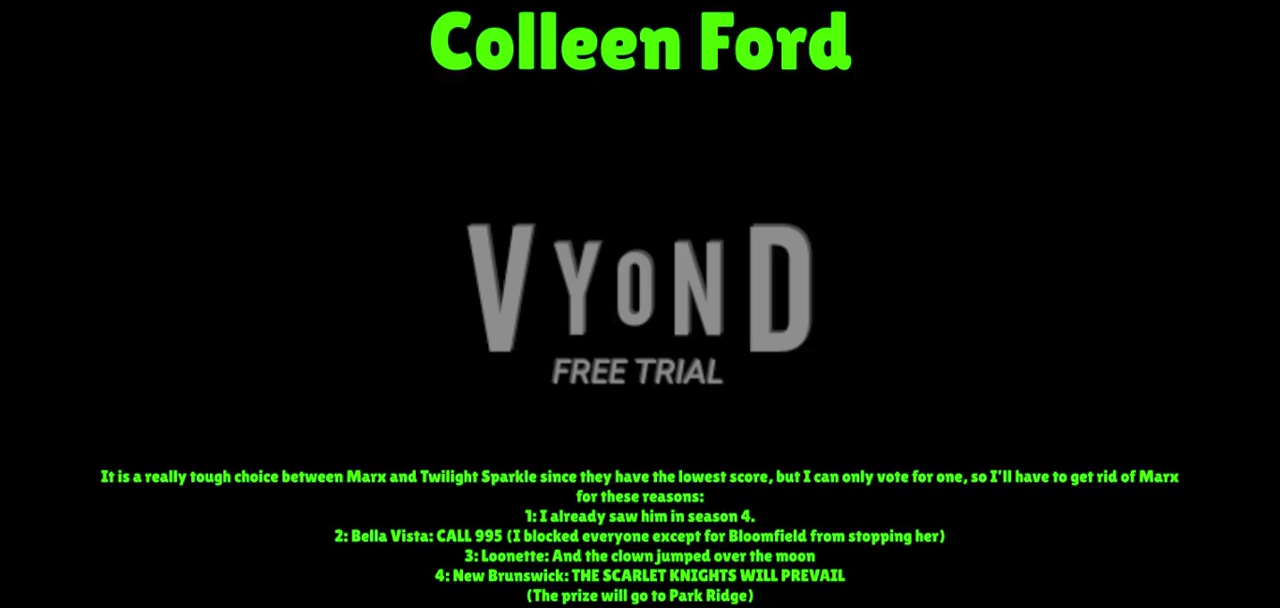 Colleen Ford
VYOND
FREE TRIAL
It is a really tough choice between Marx and Twilight Sparkle since they have the lowest score, but I can only vote for one, so I'll have to get rid of Marx
for these reasons:
1: I already saw him in season 4.
2: Bella Vista: CALL 995 (I blocked everyone except for Bloomfield from stopping her)
3: Loonette: And the clown jumped over the moon
4: New Brunswick: THE SCARLET KNIGHTS WILL PREVAIL
(The prize will go to Park Ridge)